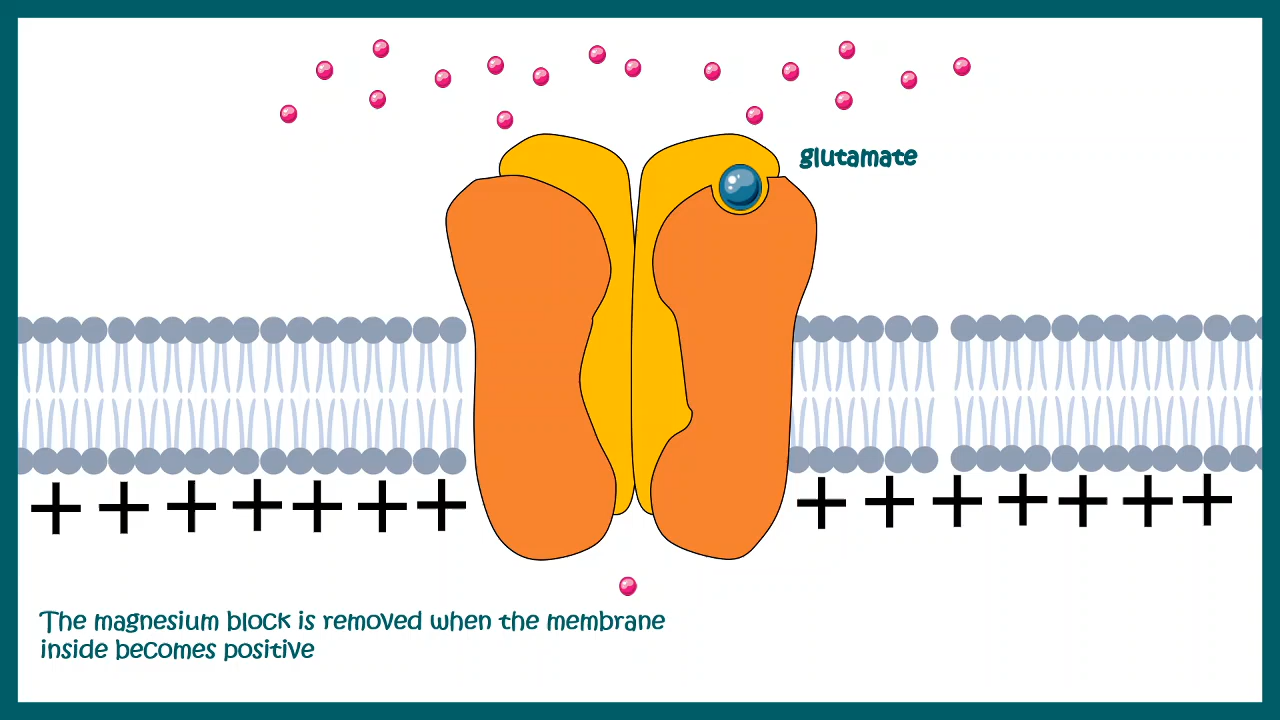 glutamate
The magnesium block is removed when the membrane
inside becomes positive